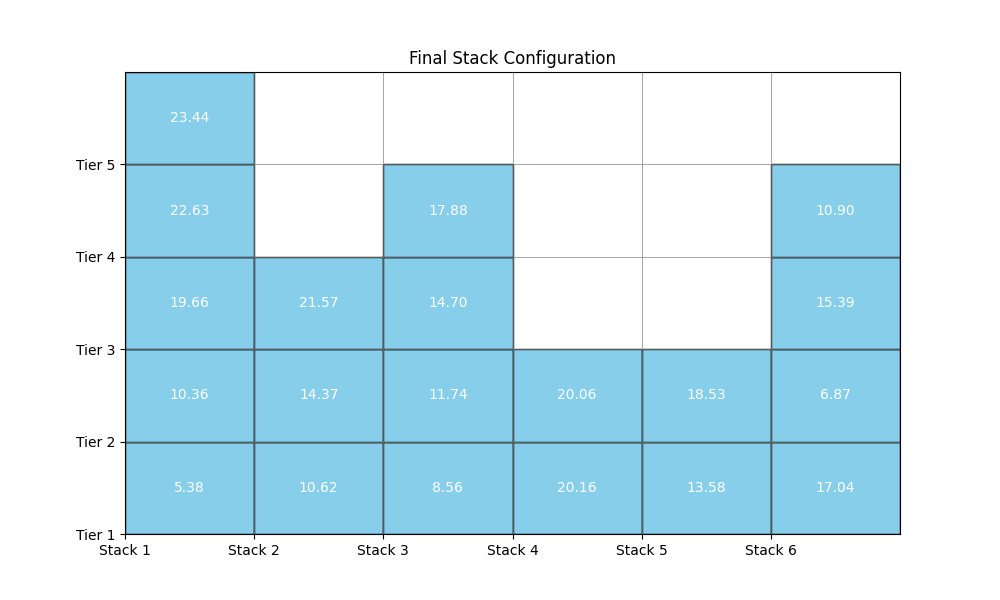 Final Stack Configuration
23.44
Tier 5
22.63 17.88 10.90
Tier 4
19.66 21.57 14.70 15.39
Tier 3
10.36 14.37 11.74 20.06 18.53 6.87
Tier 2
5.38 10.62 8.56 20.16 13.58 17.04
Tier 1
Stack 1 Stack 2 Stack 3 Stack 4 Stack 5 Stack 6